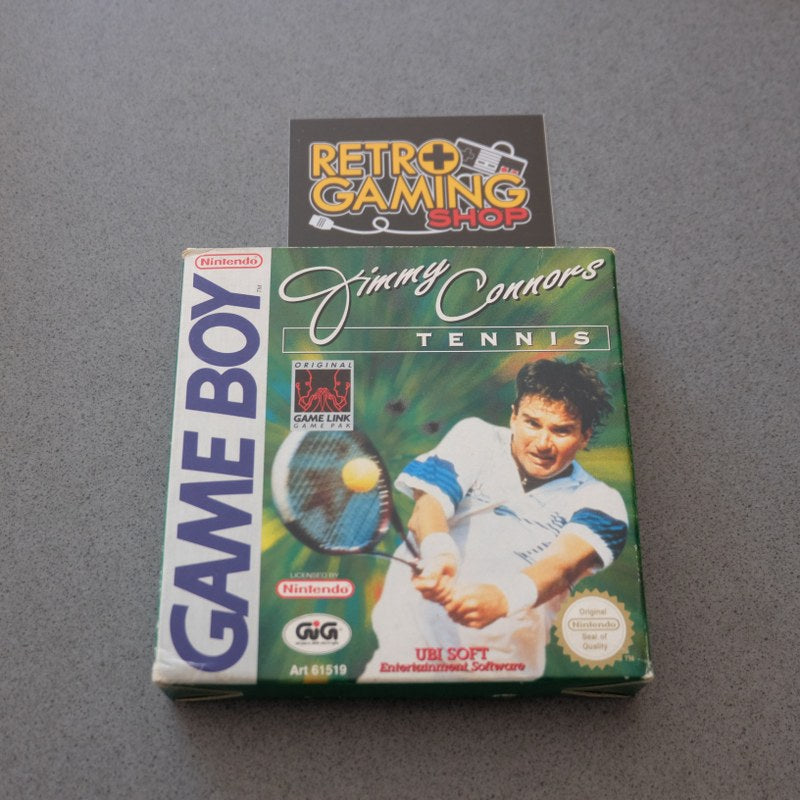 RETRO
GAMING
SHOP
Nintendo
GAME BOY
TM
Jimmy Connors
TENNIS
ORIGINAL
GAME LINK
GAME PAK
LICENSED BY
Nintendo
GiG
Art 61519
UBI SOFT
Entertainment Software
Original
Nintendo
Seal of
Quality
TM